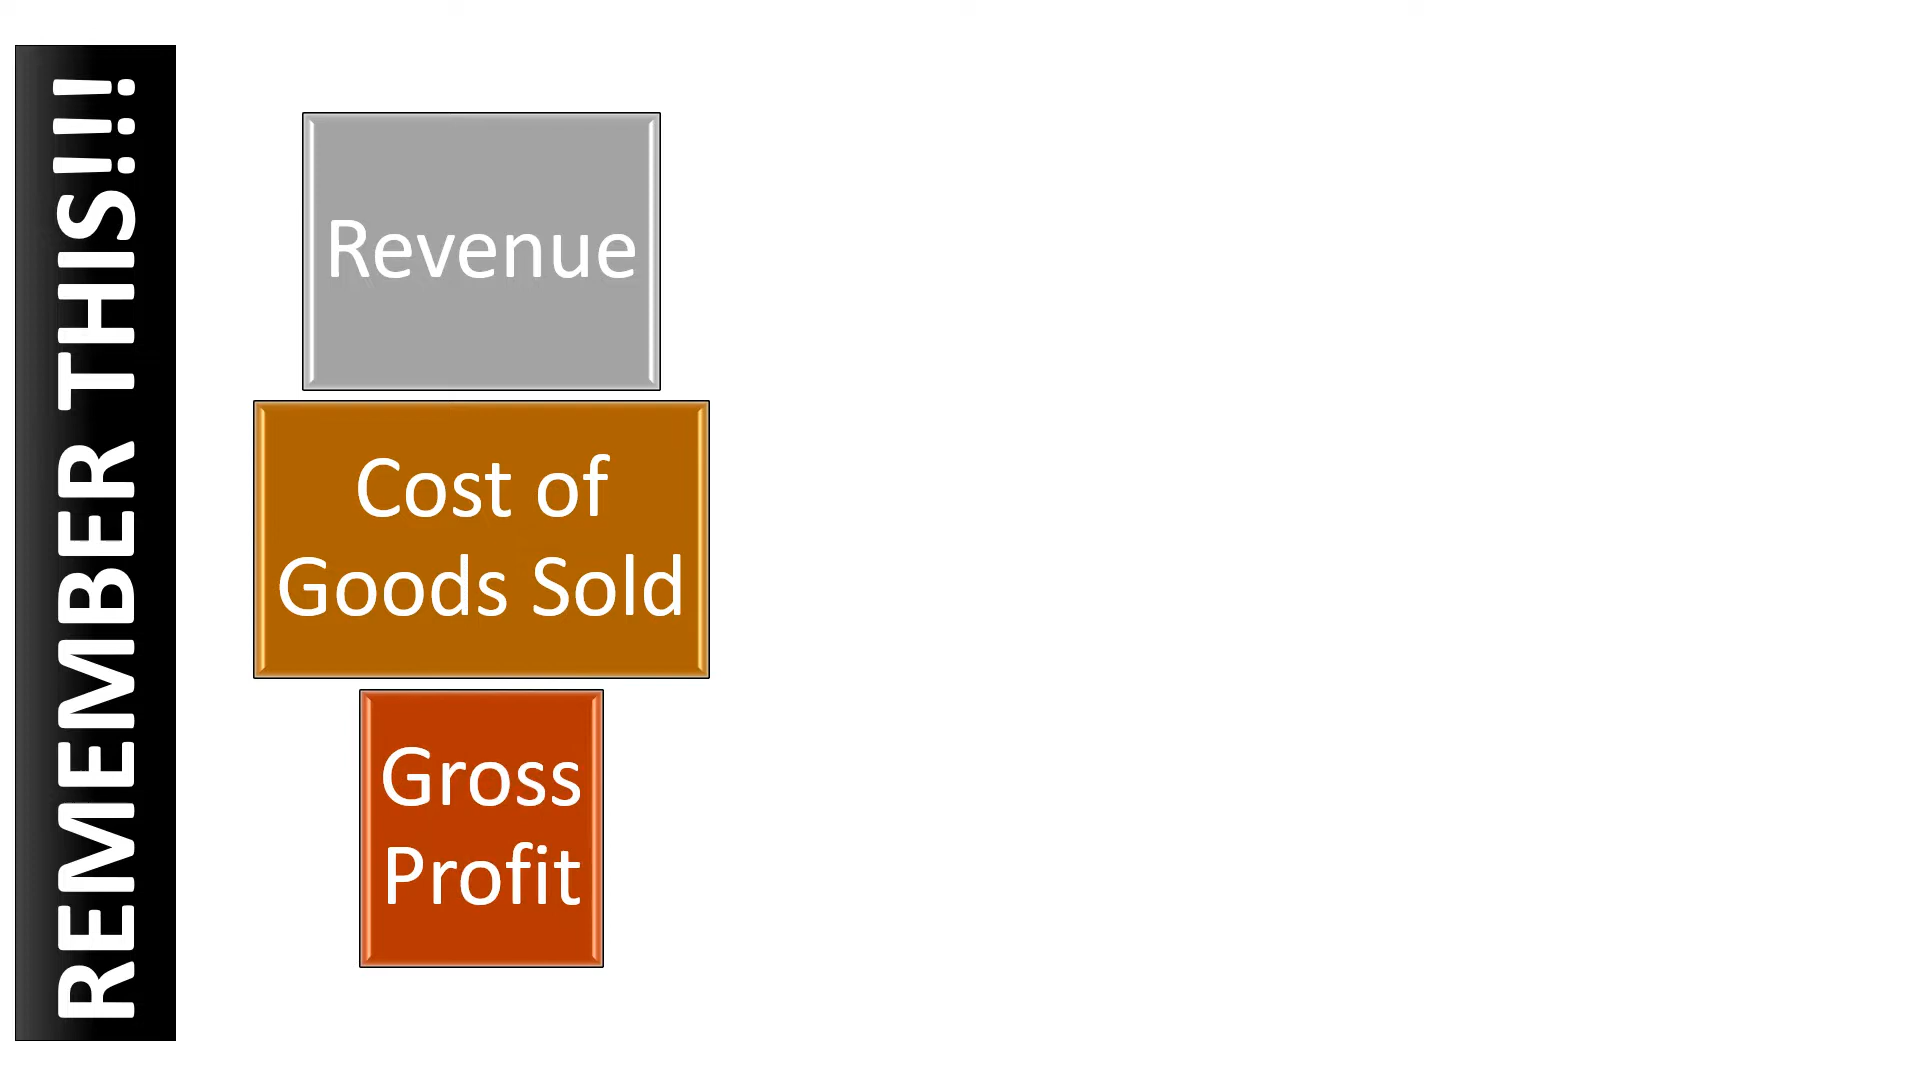 REMEMBER THIS!!!
Revenue
Cost of
Goods Sold
Gross
Profit